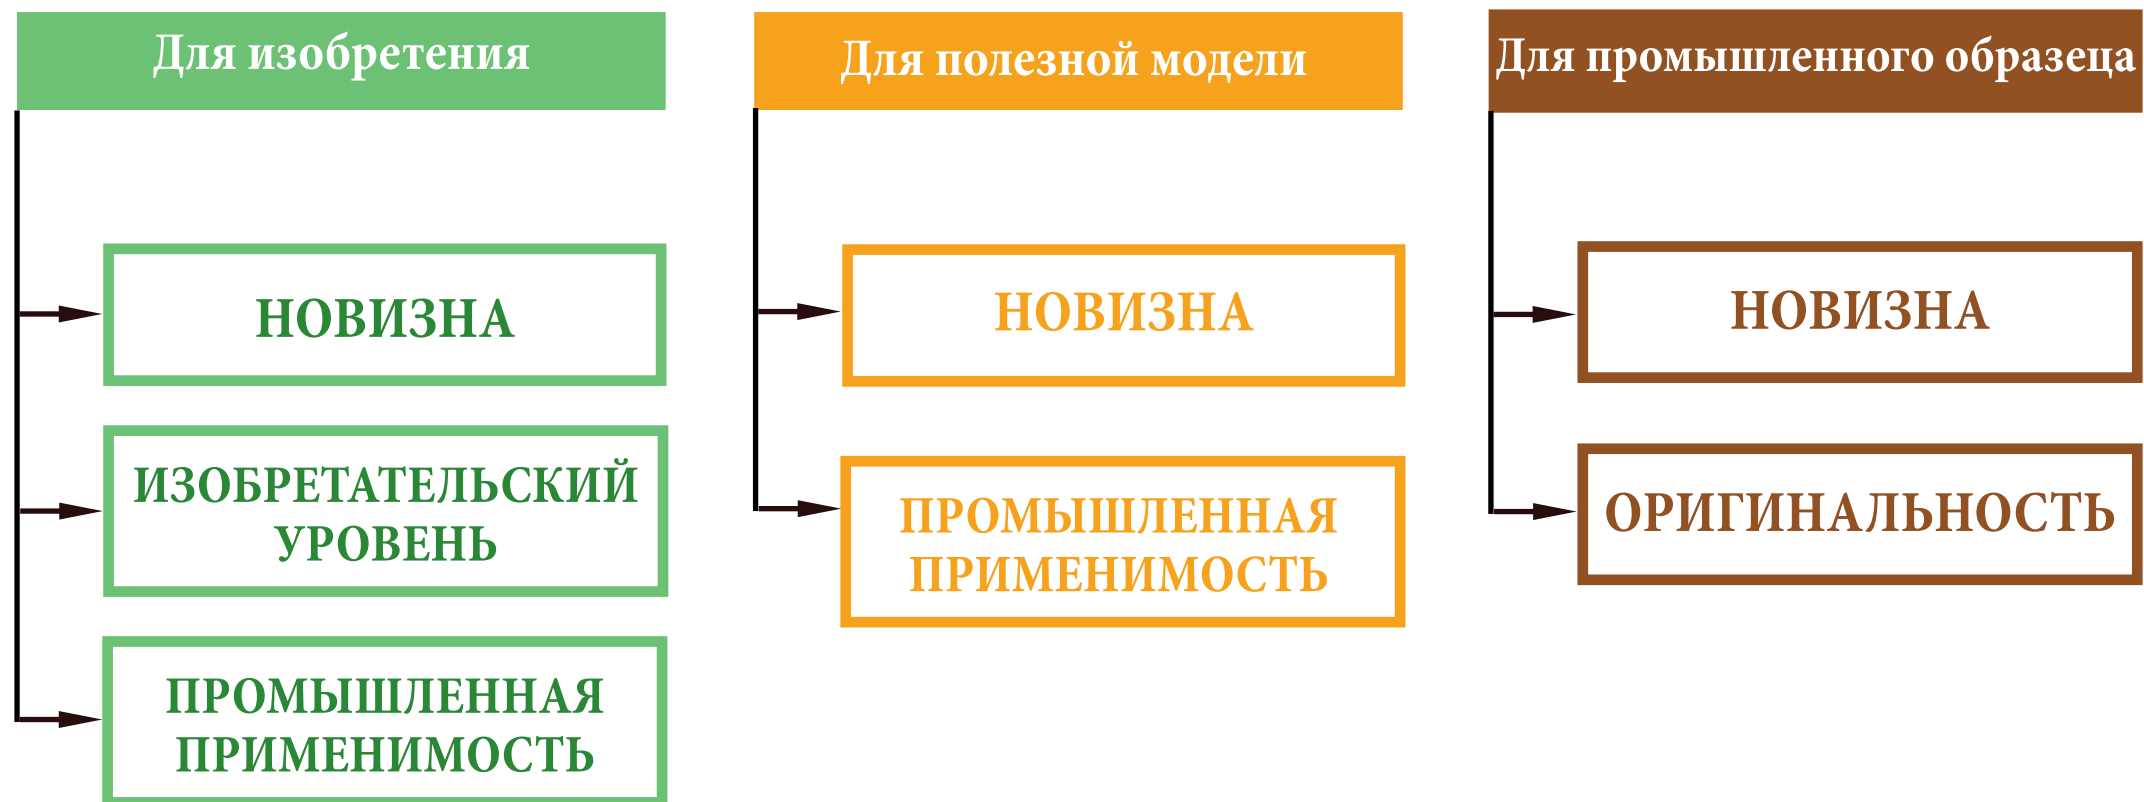 Для изобретения
НОВИЗНА
ИЗОБРЕТАТЕЛЬСКИЙ
УРОВЕНЬ
ПРОМЫШЛЕННАЯ
ПРИМЕНИМОСТЬ
Для полезной модели
НОВИЗНА
ПРОМЫШЛЕННАЯ
ПРИМЕНИМОСТЬ
Для промышленного образеца
НОВИЗНА
ОРИГИНАЛЬНОСТЬ